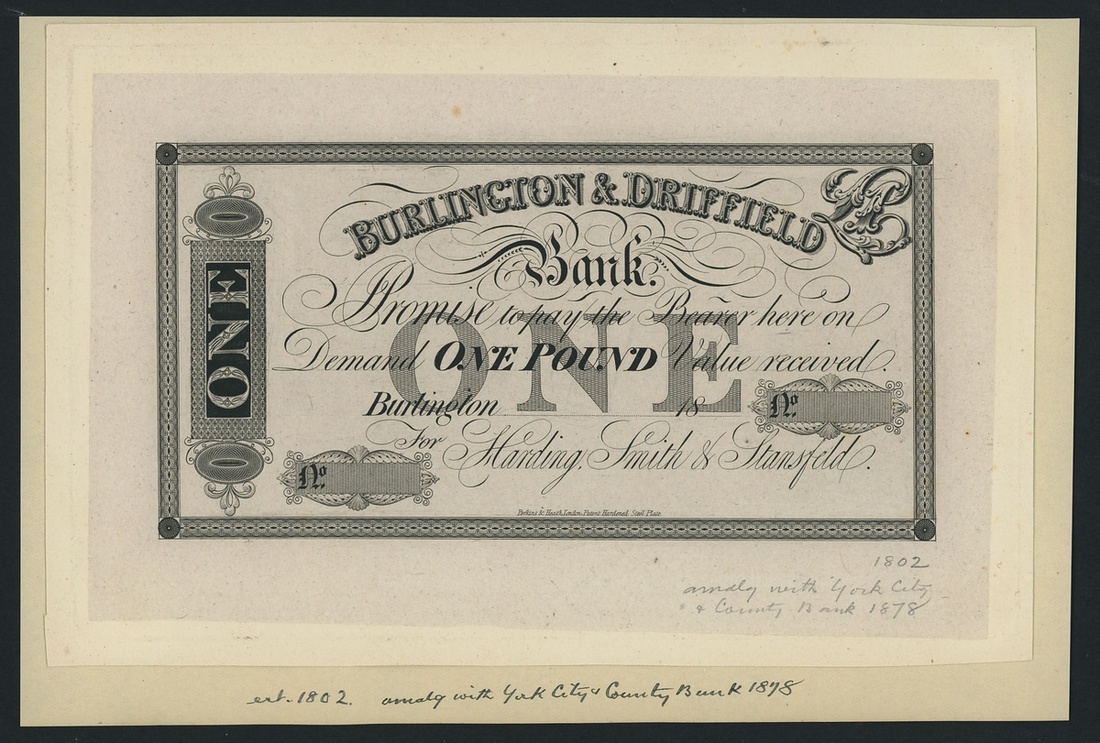 BURLINGTON & DRIFFIELD
Bank.
ONE
I Promise to pay the Bearer here on
Demand ONE POUND Value received.
ONE
Burlington 18 No.
For Harding, Smith & Stansfeld.
No.
Perkins & Heath, London, Patent Hardened Steel Plate.
1802
amalg with York City
& County Bank 1878
est. 1802. amalg with York City & County Bank 1878